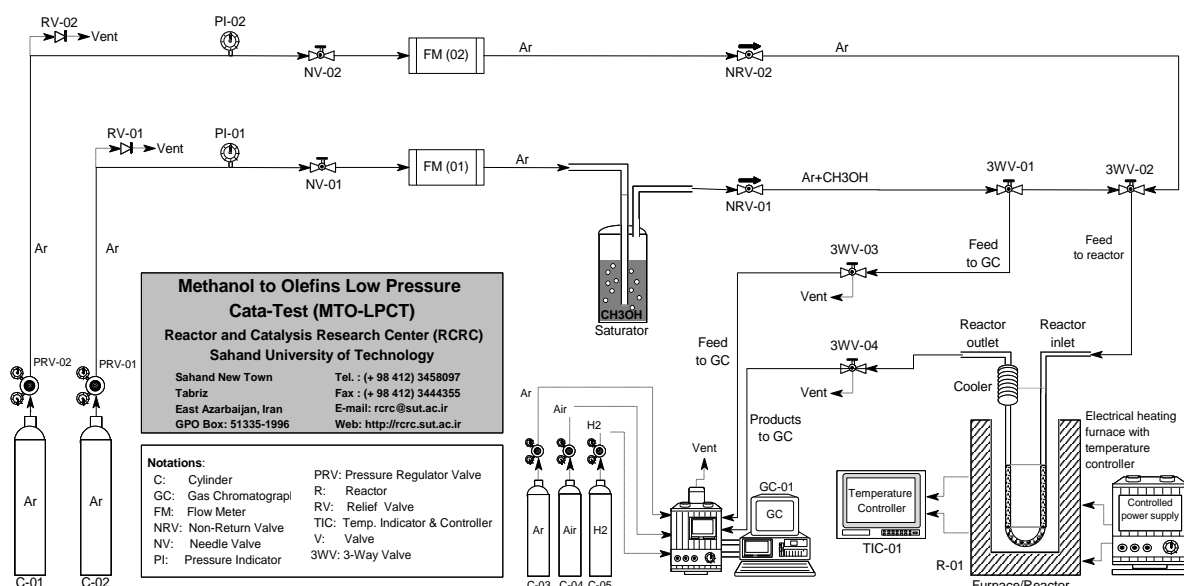 RV-02
Vent
PI-02
NV-02
FM (02)
Ar
NRV-02
Ar
RV-01
Vent
PI-01
NV-01
FM (01)
Ar
NRV-01
Ar+CH3OH
3WV-01
3WV-02
Ar
Ar
CH3OH
Saturator
Feed
to GC
Feed
to reactor
3WV-03
Vent
Feed
to GC
3WV-04
Vent
Products
to GC
Reactor
outlet
Reactor
inlet
Cooler
PRV-02
PRV-01
Methanol to Olefins Low Pressure
Cata-Test (MTO-LPCT)
Reactor and Catalysis Research Center (RCRC)
Sahand University of Technology
Sahand New Town Tel. : (+ 98 412) 3458097
Tabriz Fax : (+ 98 412) 3444355
East Azarbaijan, Iran E-mail: rcrc@sut.ac.ir
GPO Box: 51335-1996 Web: http://rcrc.sut.ac.ir
Notations:
C: Cylinder
GC: Gas Chromatograpl
FM: Flow Meter
NRV: Non-Return Valve
NV: Needle Valve
PI: Pressure Indicator
PRV: Pressure Regulator Valve
R: Reactor
RV: Relief Valve
TIC: Temp. Indicator & Controller
V: Valve
3WV: 3-Way Valve
Ar
Ar
C-01
C-02
Ar
Air
H2
Ar
Air
H2
C-03
C-04
C-05
Vent
GC-01
GC
Temperature
Controller
TIC-01
R-01
Furnace/Reactor
Electrical heating
furnace with
temperature
controller
Controlled
power supply